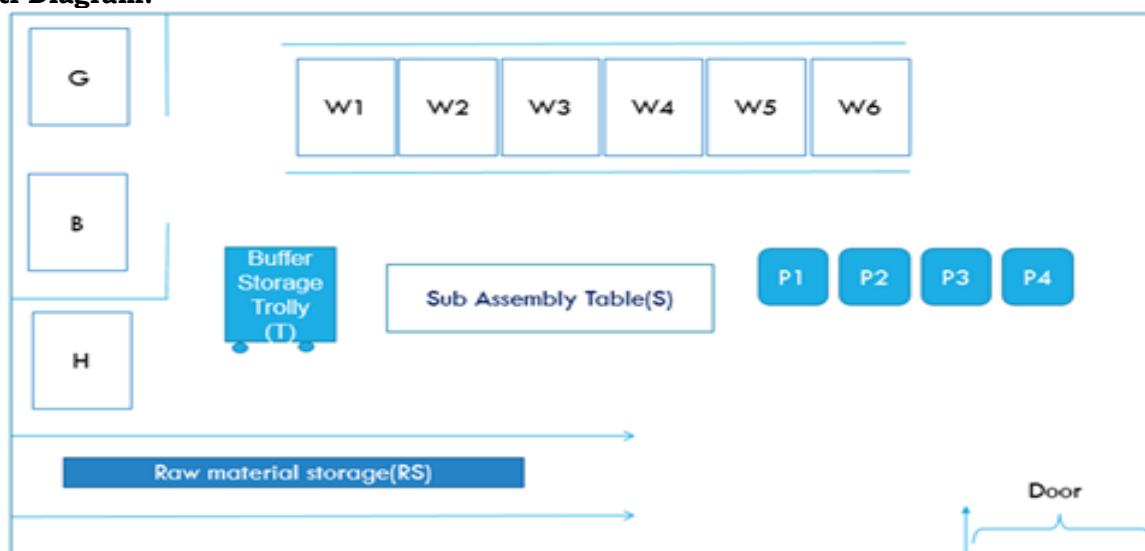 Diagram:
G
W1 W2 W3 W4 W5 W6
B
Buffer
Storage
Trolly
(T)
Sub Assembly Table(S)
P1 P2 P3 P4
H
Raw material storage(RS)
Door